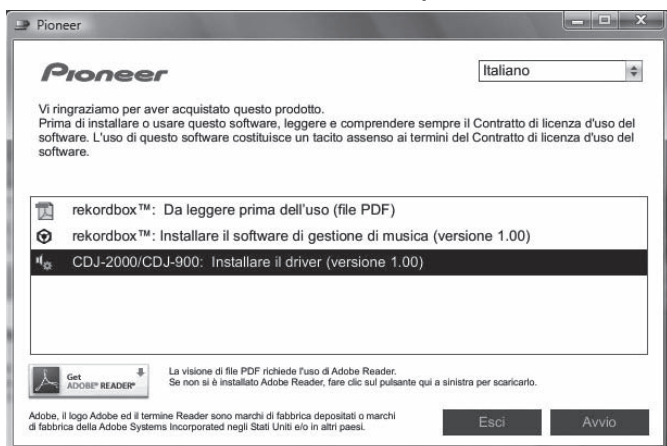 Pioneer
Pioneer
Italiano
Vi ringraziamo per aver acquistato questo prodotto.
Prima di installare o usare questo software, leggere e comprendere sempre il Contratto di licenza d'uso del
software. L'uso di questo software costituisce un tacito assenso ai termini del Contratto di licenza d'uso del
software.
rekordbox™: Da leggere prima dell'uso (file PDF)
rekordbox™: Installare il software di gestione di musica (versione 1.00)
CDJ-2000/CDJ-900: Installare il driver (versione 1.00)
Get
ADOBE® READER®
La visione di file PDF richiede l'uso di Adobe Reader.
Se non si è installato Adobe Reader, fare clic sul pulsante qui a sinistra per scaricarlo.
Adobe, il logo Adobe ed il termine Reader sono marchi di fabbrica depositati o marchi
di fabbrica della Adobe Systems Incorporated negli Stati Uniti e/o in altri paesi.
Esci
Avvio